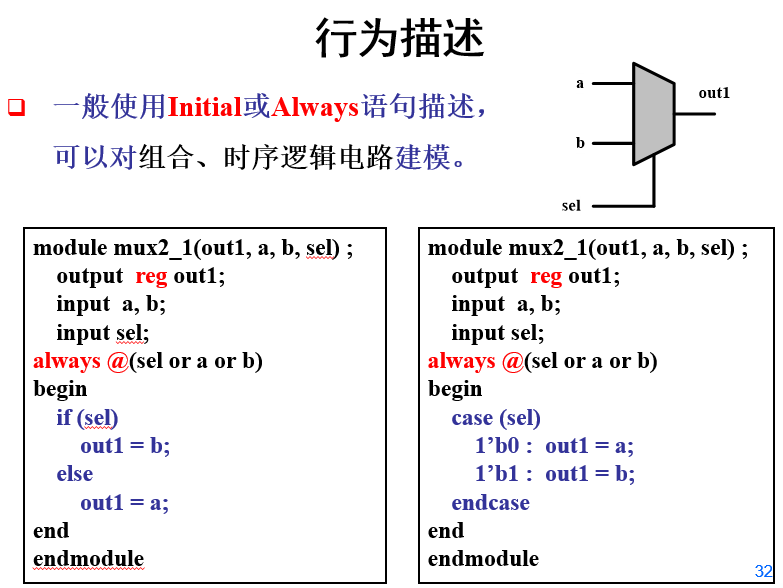 行为描述
一般使用Initial或Always语句描述，
可以对组合、时序逻辑电路建模。
a
out1
b
sel
module mux2_1(out1, a, b, sel) ;
output reg out1;
input a, b;
input sel;
always @(sel or a or b)
begin
if (sel)
out1 = b;
else
out1 = a;
end
endmodule
module mux2_1(out1, a, b, sel) ;
output reg out1;
input a, b;
input sel;
always @(sel or a or b)
begin
case (sel)
1’b0 : out1 = a;
1’b1 : out1 = b;
endcase
end
endmodule
32